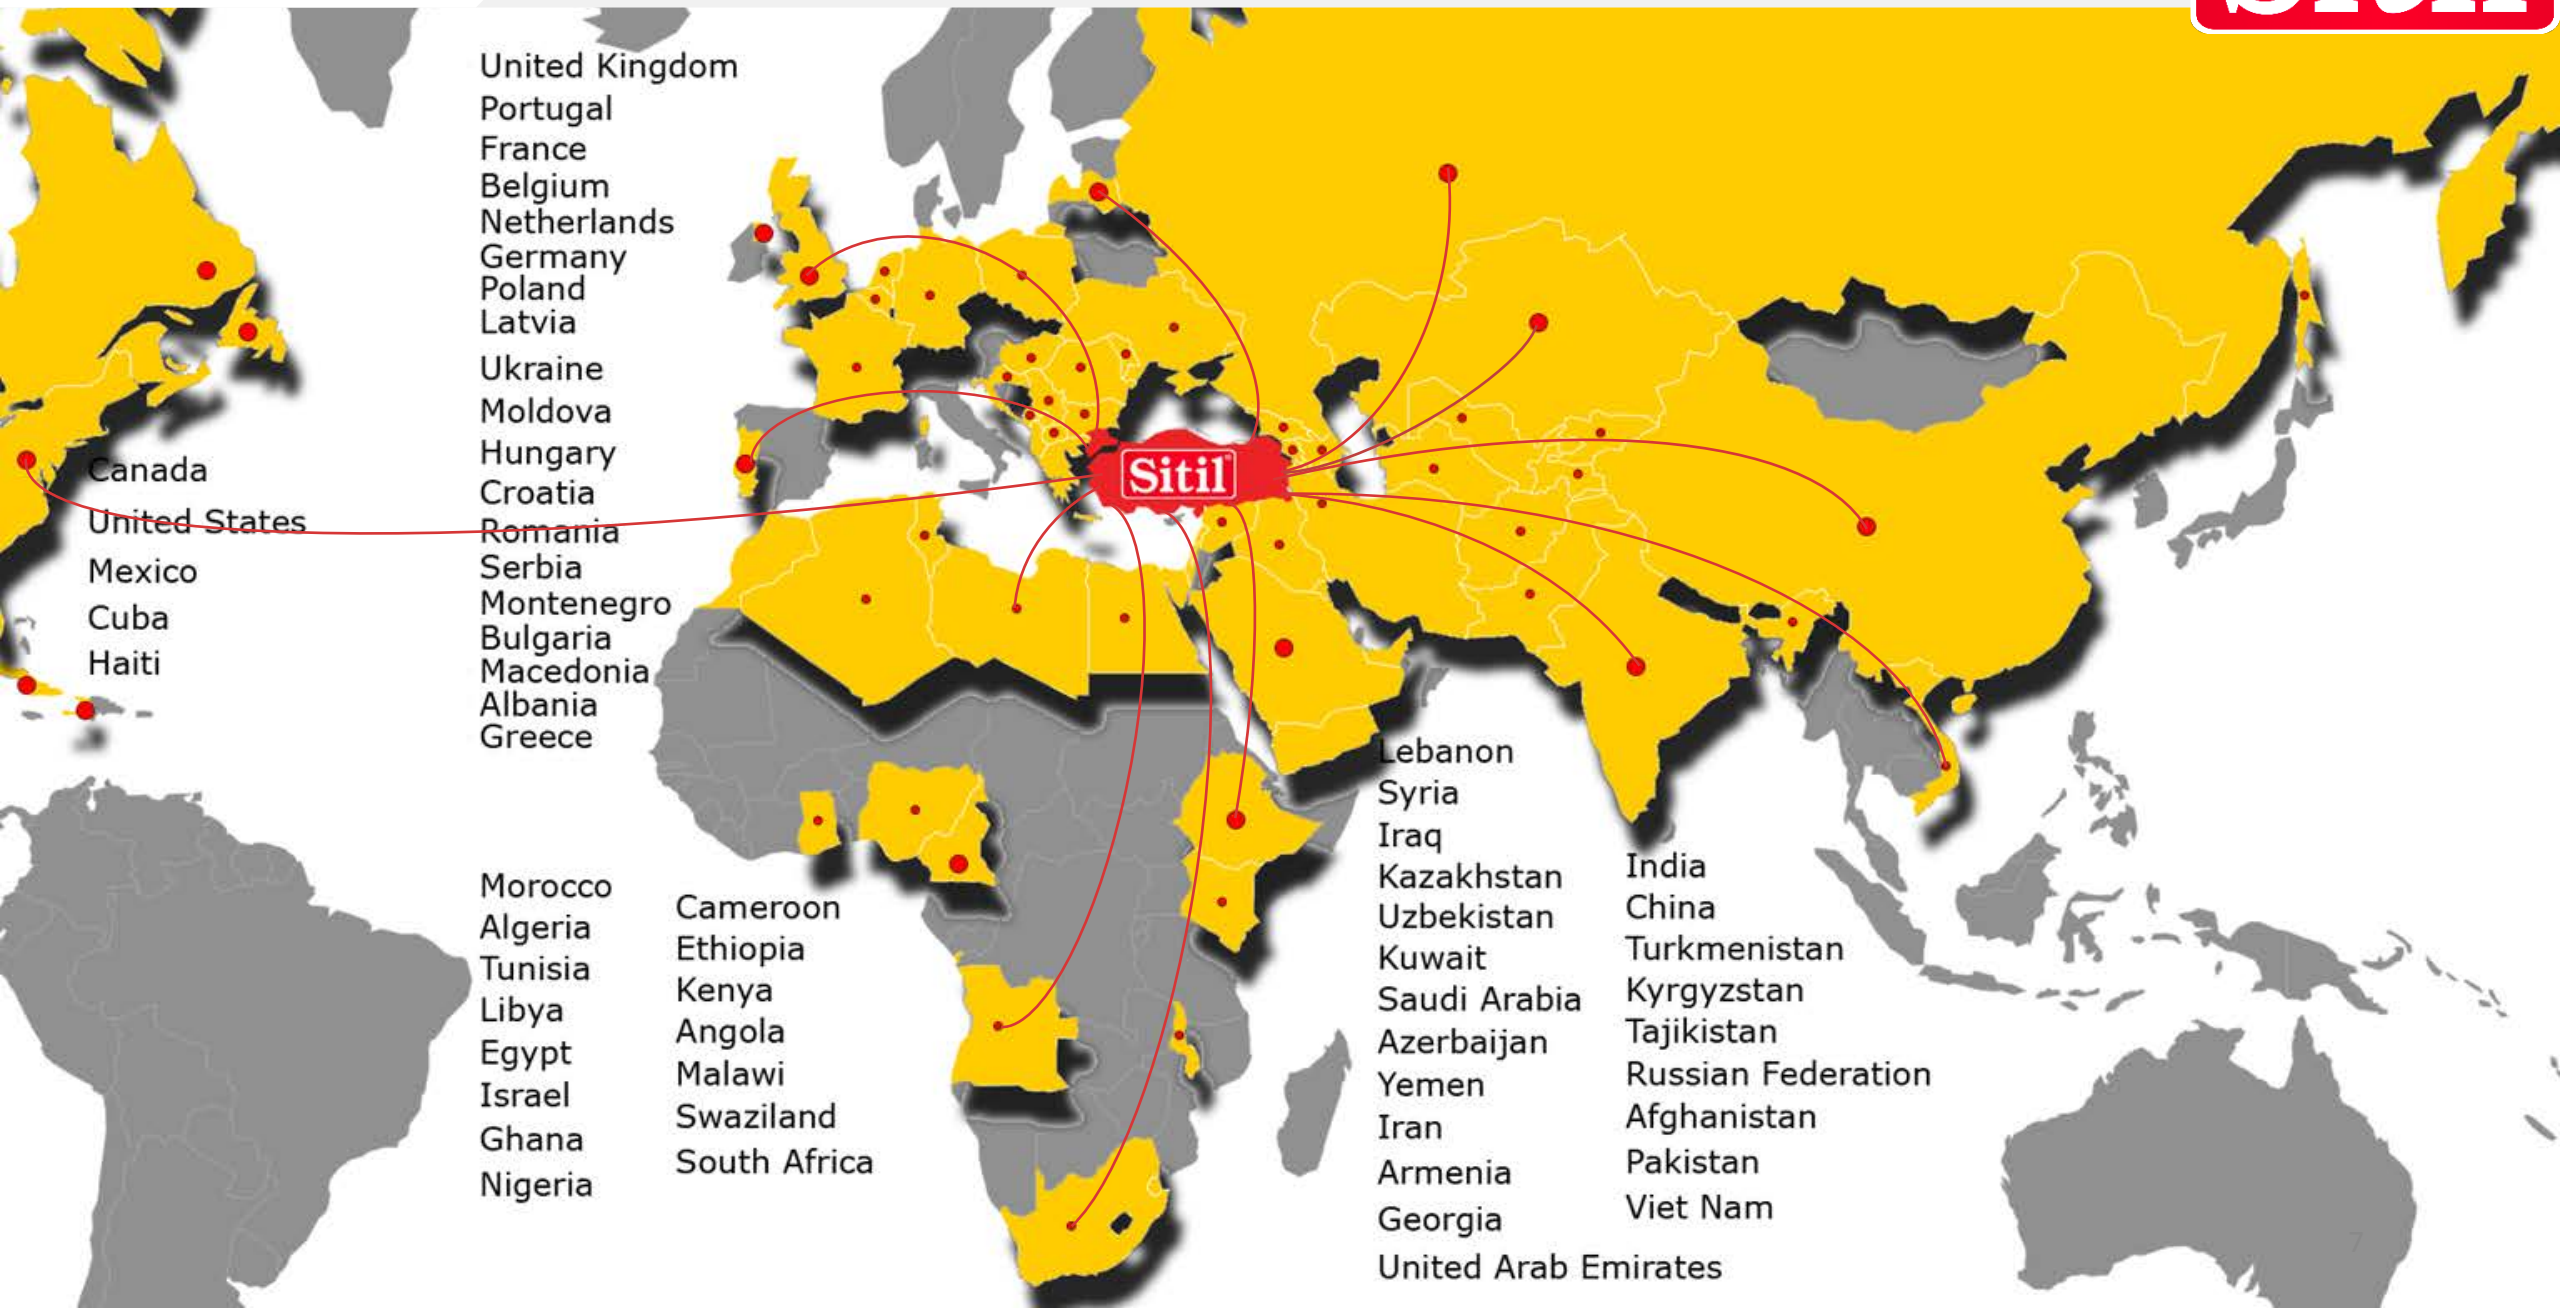 Sitil
United Kingdom
Portugal
France
Belgium
Netherlands
Germany
Poland
Latvia
Ukraine
Moldova
Hungary
Croatia
Romania
Serbia
Montenegro
Bulgaria
Macedonia
Albania
Greece
Canada
United States
Mexico
Cuba
Haiti
Sitil
Morocco
Algeria
Tunisia
Libya
Egypt
Israel
Ghana
Nigeria
Cameroon
Ethiopia
Kenya
Angola
Malawi
Swaziland
South Africa
Lebanon
Syria
Iraq
Kazakhstan
Uzbekistan
Kuwait
Saudi Arabia
Azerbaijan
Yemen
Iran
Armenia
Georgia
United Arab Emirates
India
China
Turkmenistan
Kyrgyzstan
Tajikistan
Russian Federation
Afghanistan
Pakistan
Viet Nam
7